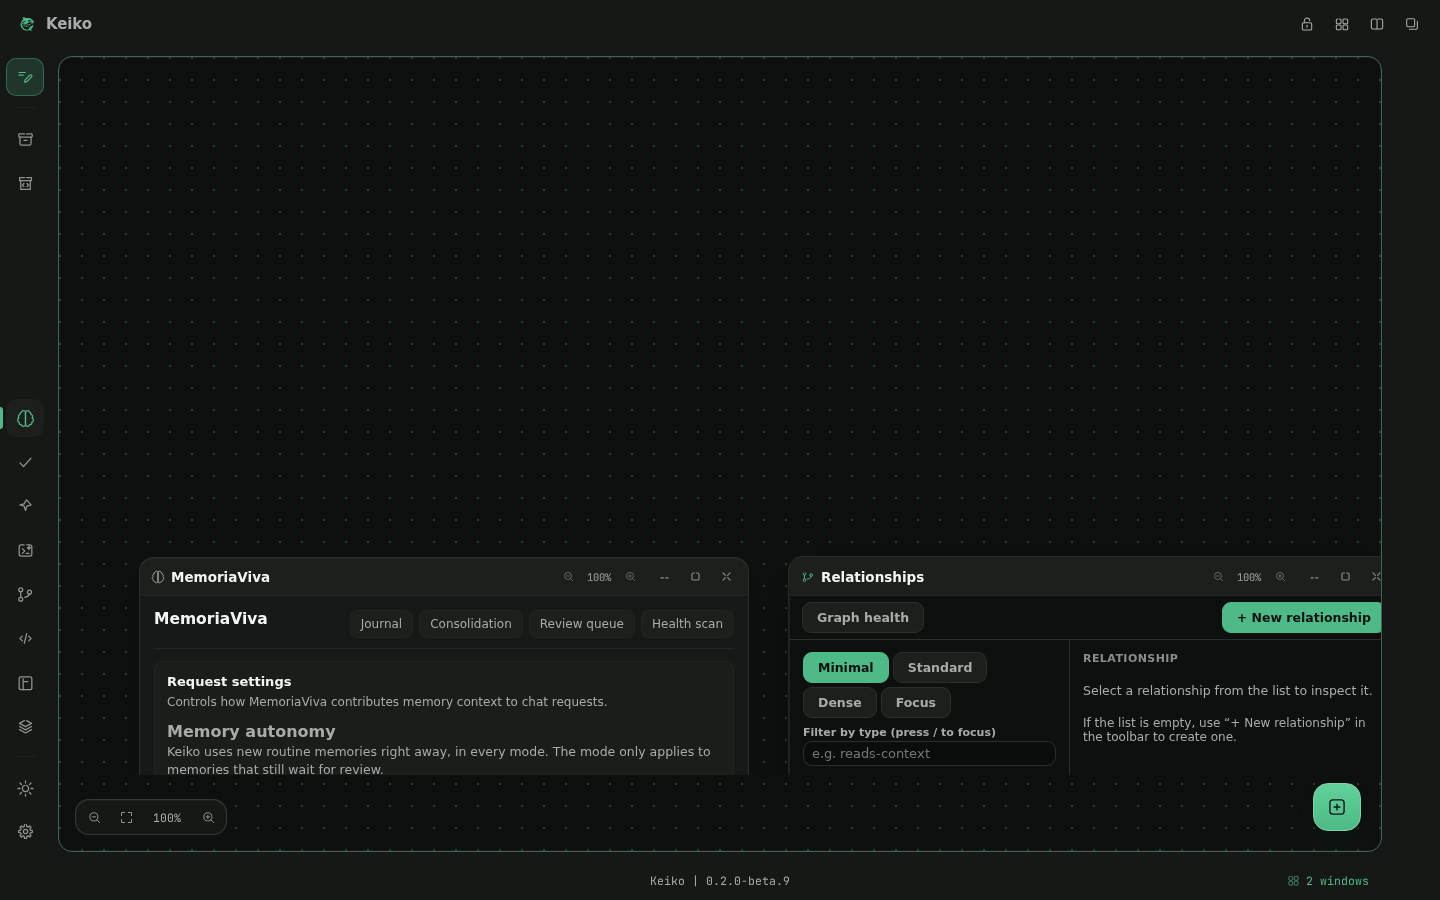 Keiko
MemoriaViva
100%
Relationships
100%
MemoriaViva
Journal
Consolidation
Review queue
Health scan
Request settings
Controls how MemoriaViva contributes memory context to chat requests.
Memory autonomy
Keiko uses new routine memories right away, in every mode. The mode only applies to
memories that still wait for review.
Graph health
+ New relationship
Minimal
Standard
Dense
Focus
Filter by type (press / to focus)
e.g. reads-context
RELATIONSHIP
Select a relationship from the list to inspect it.
If the list is empty, use “+ New relationship” in
the toolbar to create one.
100%
Keiko | 0.2.0-beta.9
2 windows